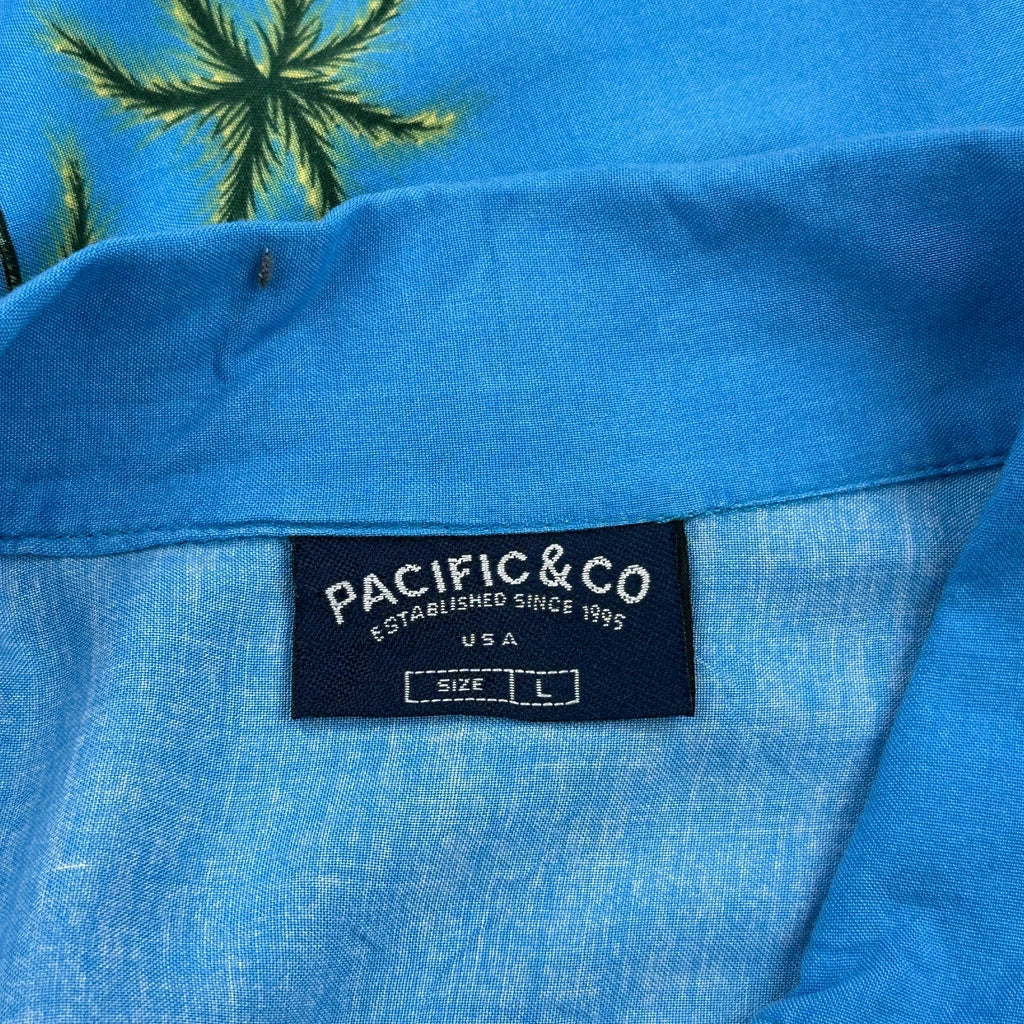 PACIFIC & CO
ESTABLISHED SINCE 1995
USA
SIZE L